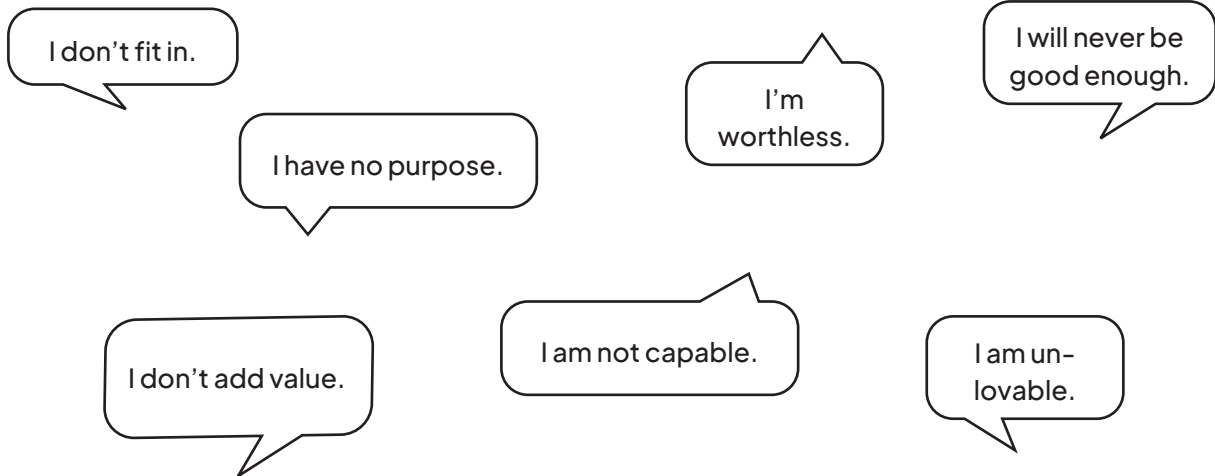 I don’t fit in.
I have no purpose.
I’m
worthless.
I will never be
good enough.
I don’t add value.
I am not capable.
I am un-
lovable.